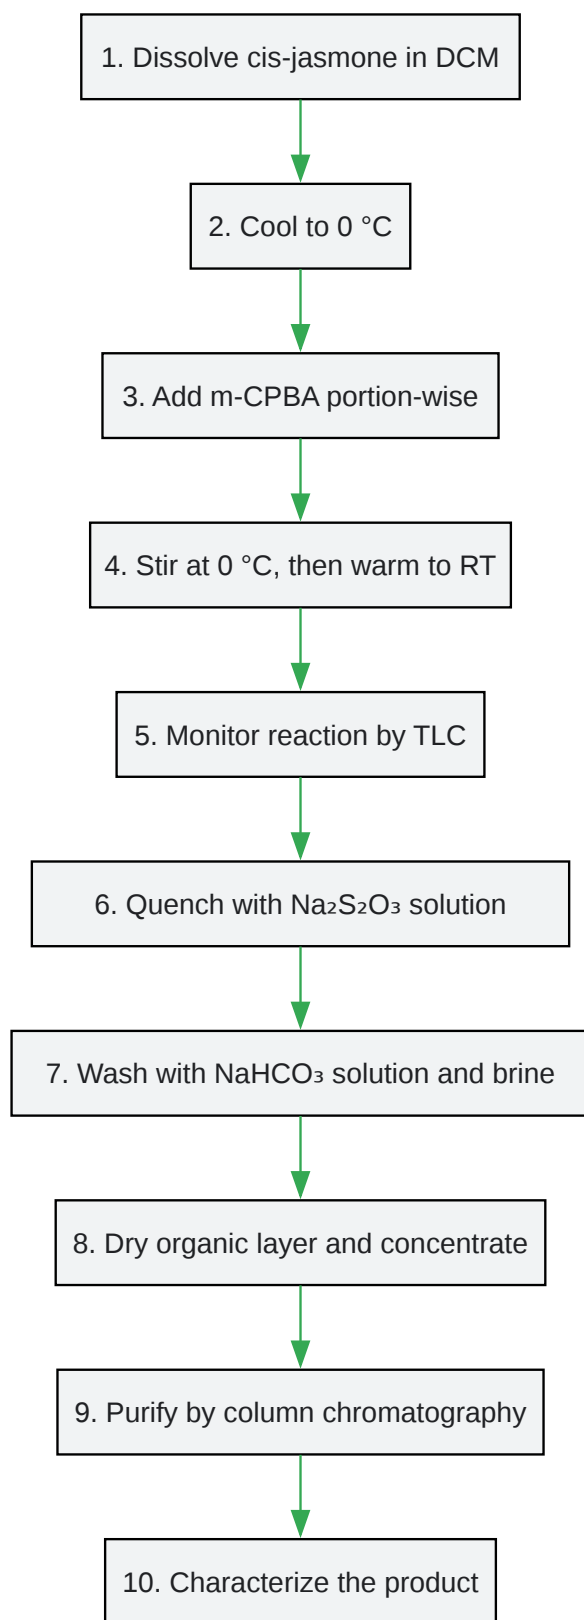 1. Dissolve cis-jasmone in DCM
2. Cool to 0 °C
3. Add m-CPBA portion-wise
4. Stir at 0 °C, then warm to RT
5. Monitor reaction by TLC
6. Quench with Na₂S₂O₃ solution
7. Wash with NaHCO₃ solution and brine
8. Dry organic layer and concentrate
9. Purify by column chromatography
10. Characterize the product